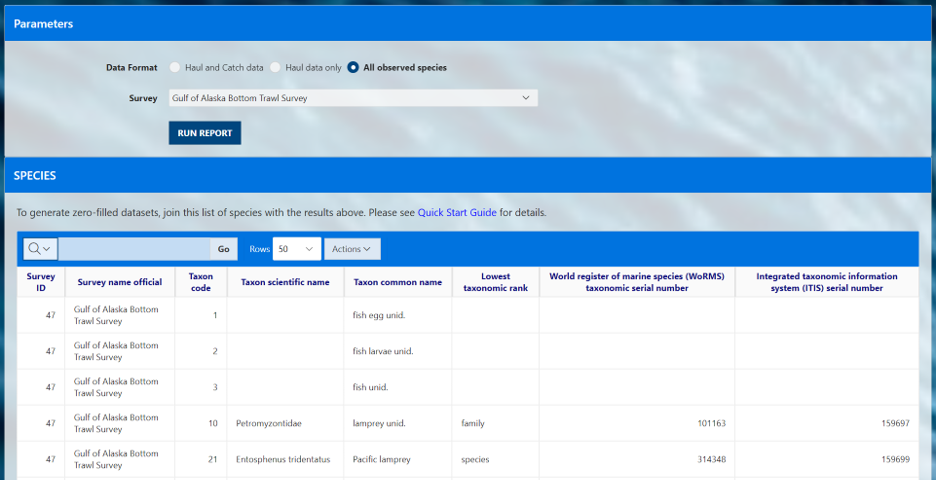 Parameters
Data Format Haul and Catch data Haul data only All observed species
Survey Gulf of Alaska Bottom Trawl Survey
RUN REPORT
SPECIES
To generate zero-filled datasets, join this list of species with the results above. Please see Quick Start Guide for details.
Go Rows 50 Actions
Survey ID Survey name official Taxon code Taxon scientific name Taxon common name Lowest taxonomic rank World register of marine species (WoRMS) taxonomic serial number Integrated taxonomic information system (ITIS) serial number
47 Gulf of Alaska Bottom Trawl Survey 1 fish egg unid.
47 Gulf of Alaska Bottom Trawl Survey 2 fish larvae unid.
47 Gulf of Alaska Bottom Trawl Survey 3 fish unid.
47 Gulf of Alaska Bottom Trawl Survey 10 Petromyzontidae lamprey unid. family 101163 159697
47 Gulf of Alaska Bottom Trawl Survey 21 Entosphenus tridentatus Pacific lamprey species 314348 159699